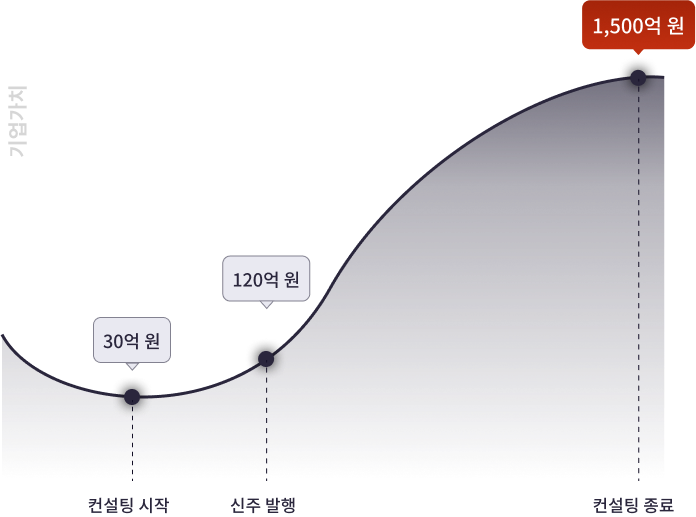 1,500억 원
기업가치
120억 원
30억 원
컨설팅 시작
신주 발행
컨설팅 종료